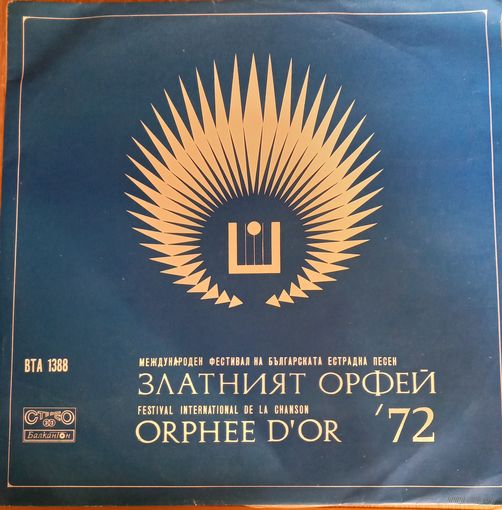 МЕЖДУНАРОДЕН ФЕСТИВАЛ НА БЪЛГАРСКАТА ЕСТРАДНА ПЕСЕН
ВТА 1388
ЗЛАТНИЯТ ОРФЕЙ
FESTIVAL INTERNATIONAL DE LA CHANSON
ORPHEE D'OR '72
СТЕРЕО
Балкантон